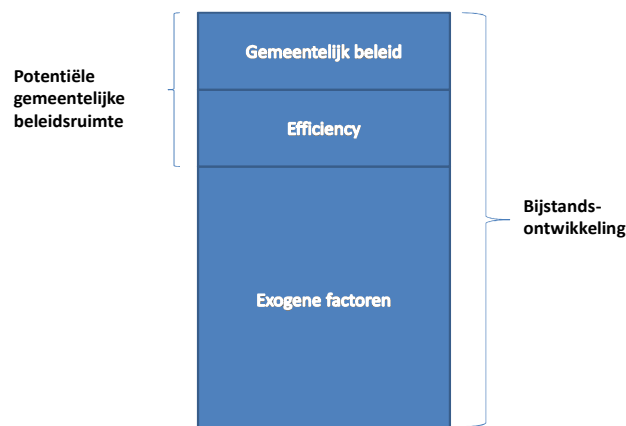 Gemeentelijk beleid
Potentiële
gemeentelijke
beleidsruimte
Efficiency
Bijstands-
ontwikkeling
Exogene factoren